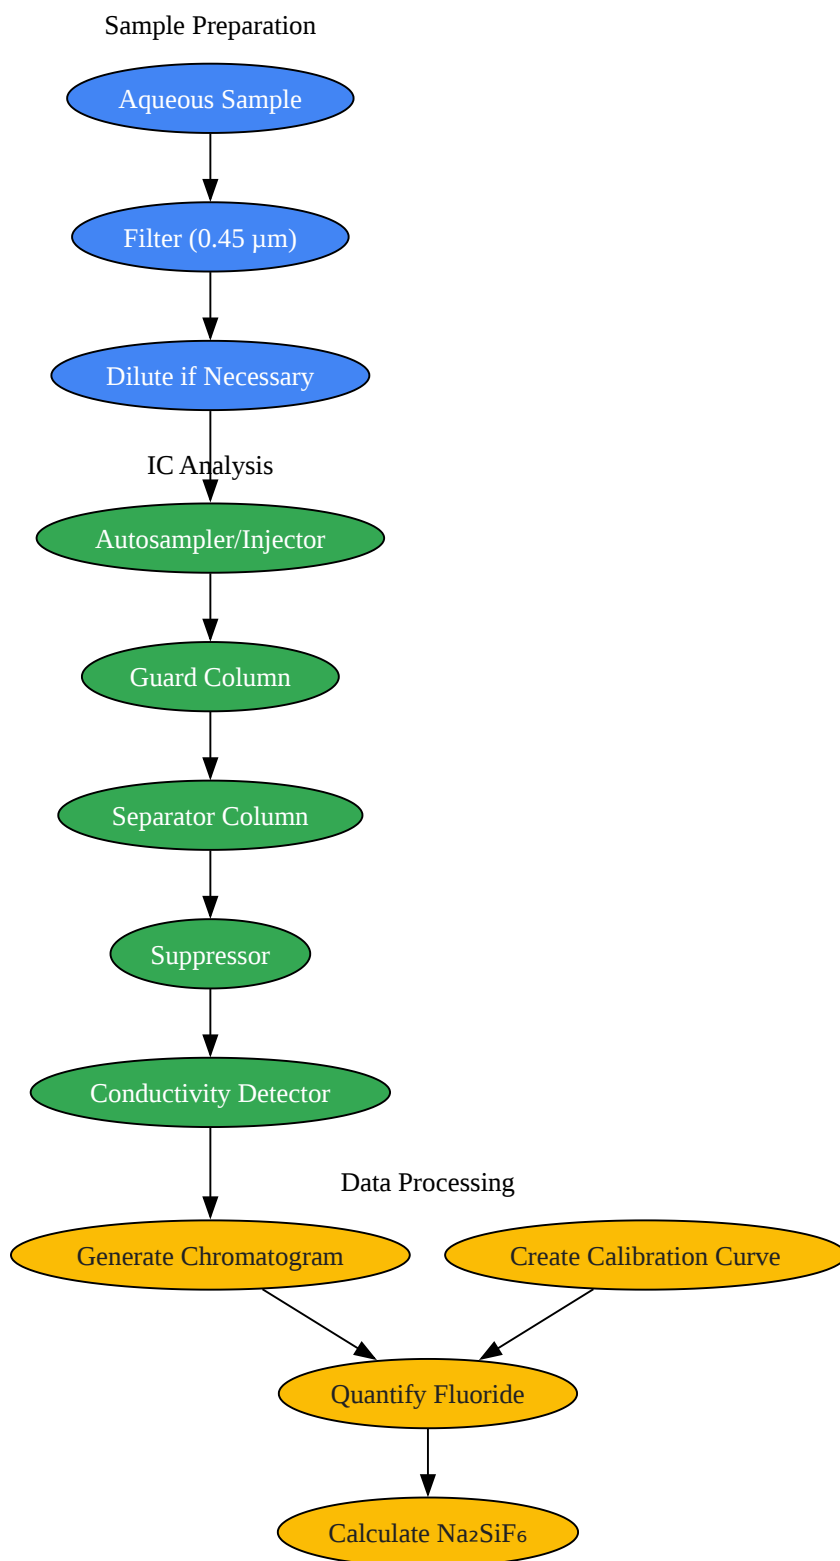 Sample Preparation
Aqueous Sample
Filter (0.45 µm)
Dilute if Necessary
IC Analysis
Autosampler/Injector
Guard Column
Separator Column
Suppressor
Conductivity Detector
Data Processing
Generate Chromatogram
Create Calibration Curve
Quantify Fluoride
Calculate Na₂SiF₆